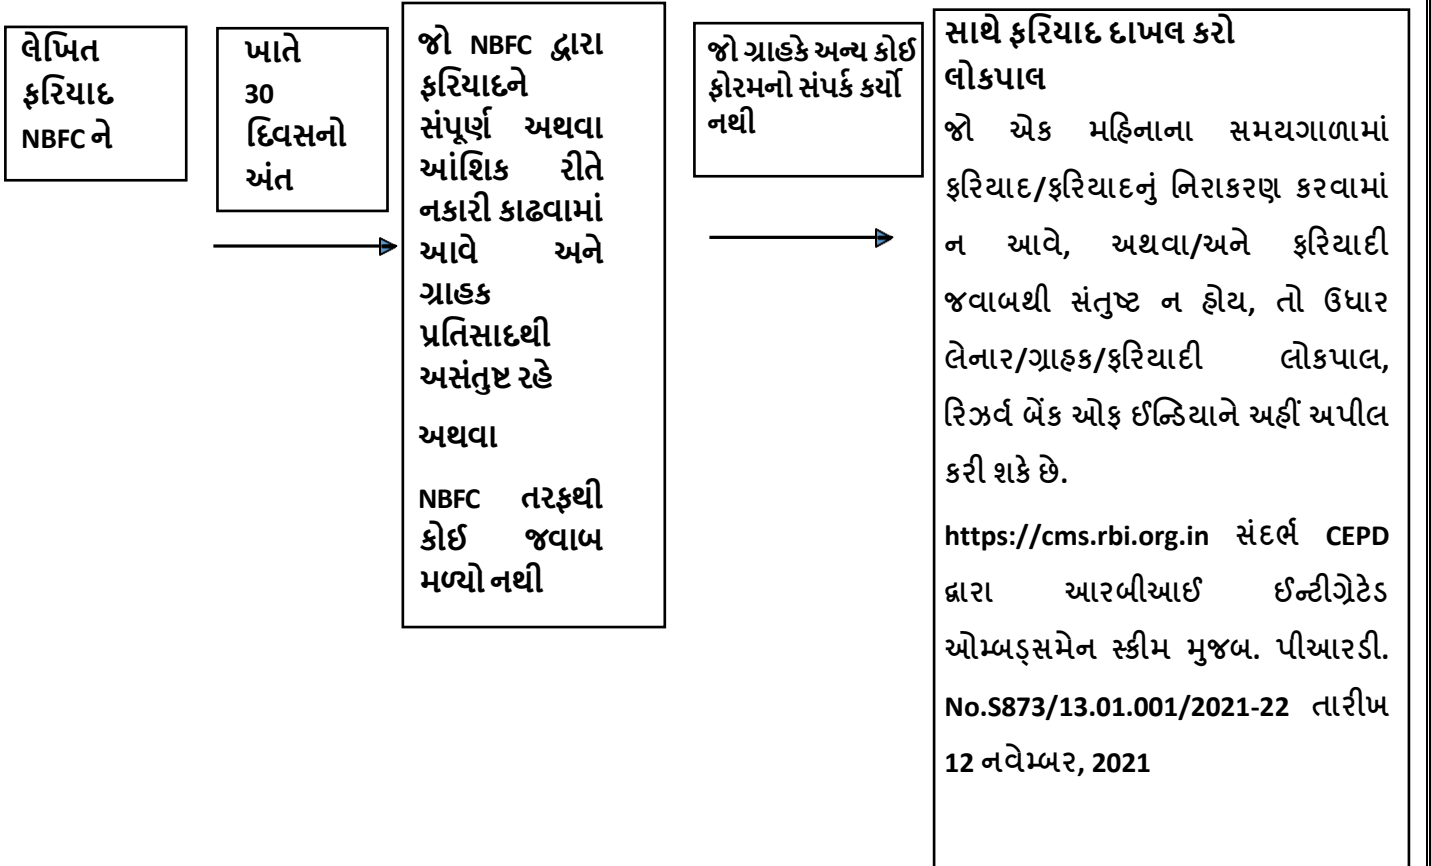 લેખિત
ફરિયાદ
NBFC ને
ખાતે
30
દિવસનો
અંત
જો NBFC દ્વારા
ફરિયાદને
સંપૂર્ણ અથવા
આંશિક રીતે
નકારી કાઢવામાં
આવે અને
ગ્રાહક
પ્રતિસાદથી
અસંતુષ્ટ રહે
અથવા
NBFC તરફથી
કોઈ જવાબ
મળ્યો નથી
જો ગ્રાહકે અન્ય કોઈ
ફોરમનો સંપર્ક કર્યો
નથી
સાથે ફરિયાદ દાખલ કરો
લોકપાલ
જો એક મહિનાના સમયગાળામાં
ફરિયાદ/ફરિયાદનું નિરાકરણ કરવામાં
ન આવે, અથવા/અને ફરિયાદી
જવાબથી સંતુષ્ટ ન હોય, તો ઉધાર
લેનાર/ગ્રાહક/ફરિયાદી લોકપાલ,
રિઝર્વ બેંક ઓફ ઈન્ડિયાને અહીં અપીલ
કરી શકે છે.
https://cms.rbi.org.in સંદર્ભ CEPD
દ્વારા આરબીઆઈ ઈન્ટીગ્રેટેડ
ઓમ્બડ્સમેન સ્કીમ મુજબ. પીઆરડી.
No.S873/13.01.001/2021-22 તારીખ
12 નવેમ્બર, 2021